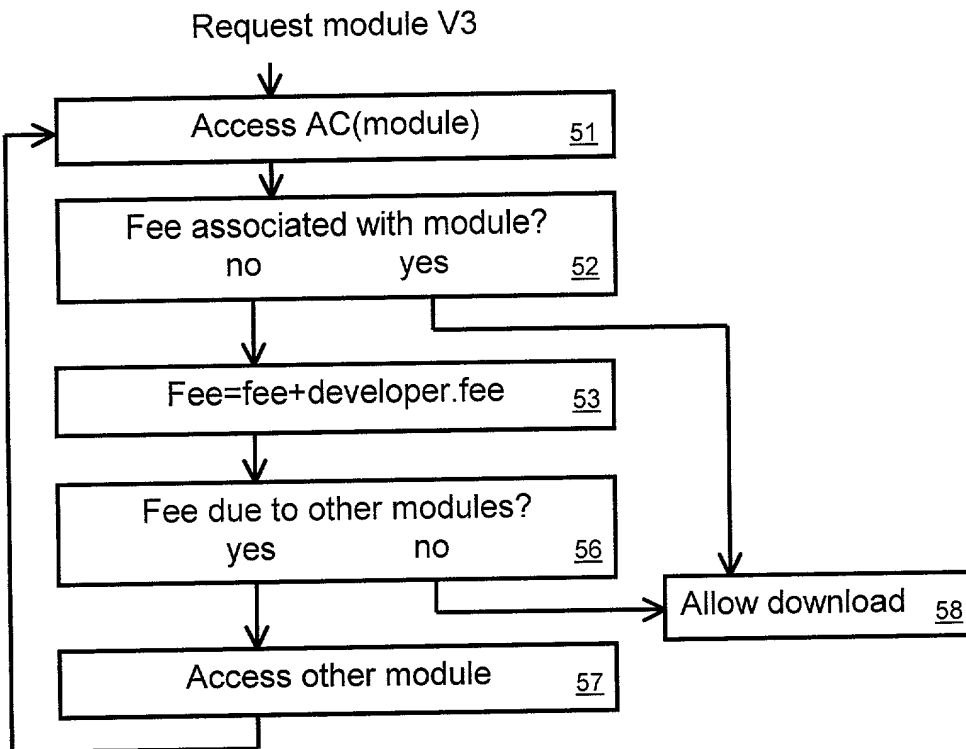 Request module V3
Access AC(module) 51
Fee associated with module?
no yes 52
Fee=fee+developer.fee 53
Fee due to other modules?
yes no 56
Allow download 58
Access other module 57